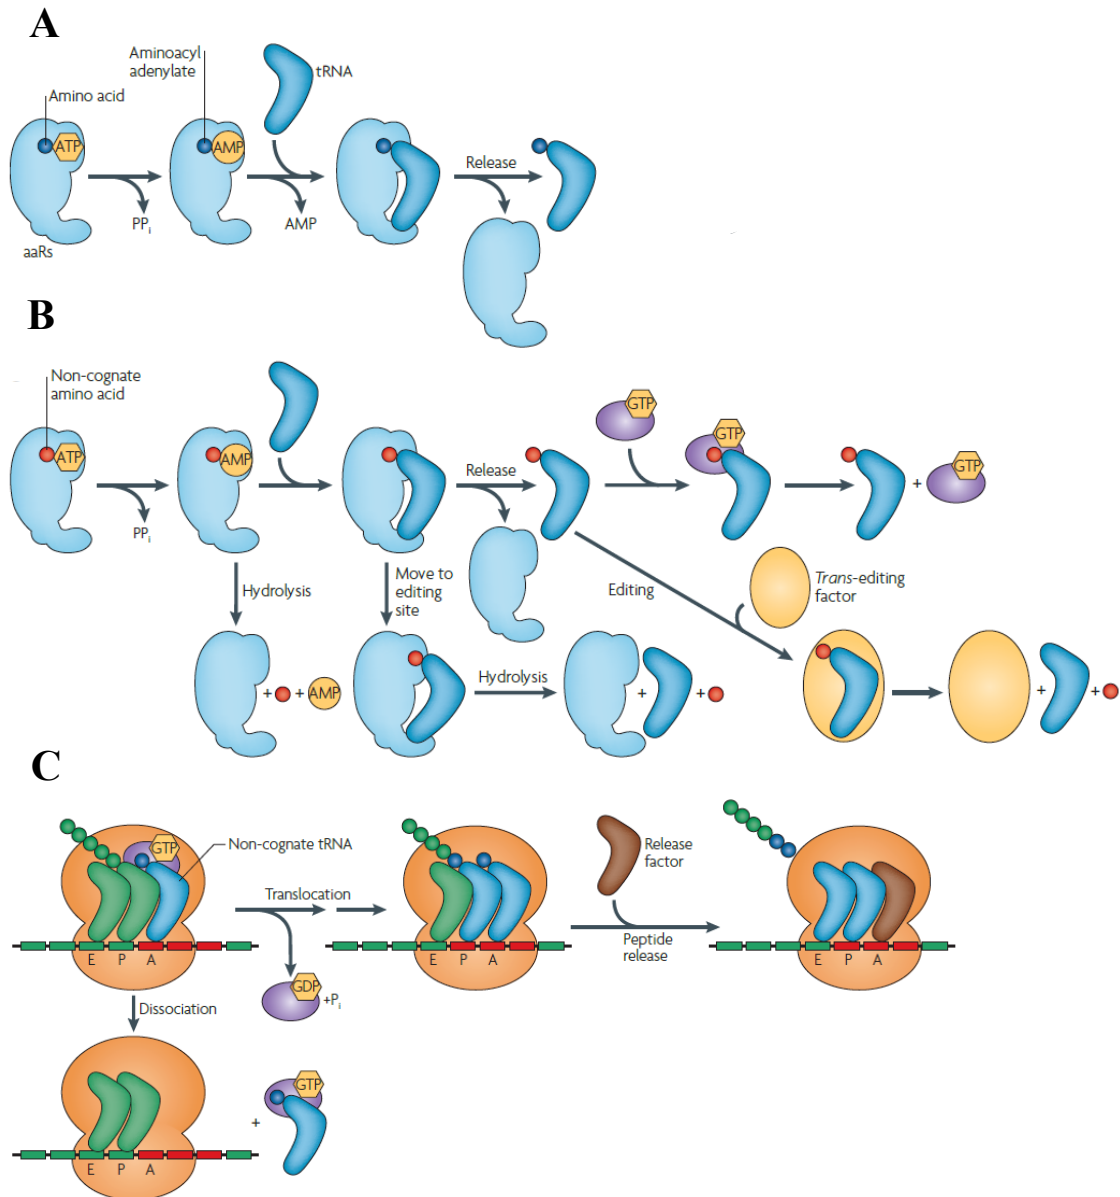 A
Aminoacyl
adenylate
tRNA
Amino acid
ATP
AMP
Release
PPi
AMP
aaRs
B
Non-cognate
amino acid
GTP
GTP
ATP
AMP
Release
GTP
+
PPi
Hydrolysis
Move to
editing
site
Editing
Trans-editing
factor
Hydrolysis
+ + AMP
+ +
+ +
C
GTP
Non-cognate tRNA
Release
factor
Translocation
Peptide
release
E P A
E P A
E P A
GDP
+Pi
Dissociation
GTP
+
E P A